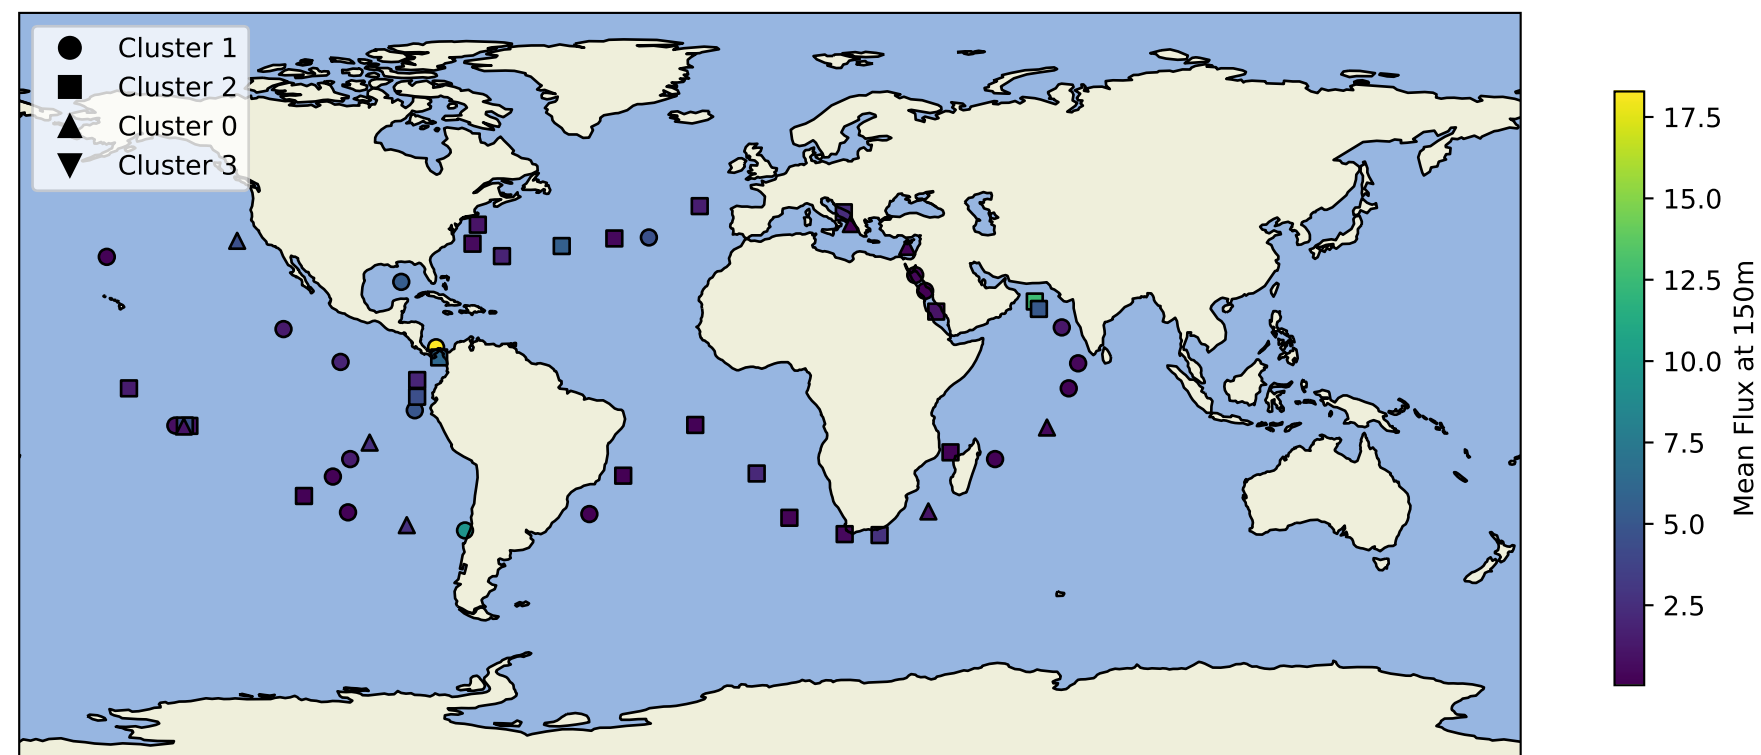 Cluster 1
Cluster 2
Cluster 0
Cluster 3
17.5
15.0
12.5
10.0
7.5
5.0
2.5
Mean Flux at 150m